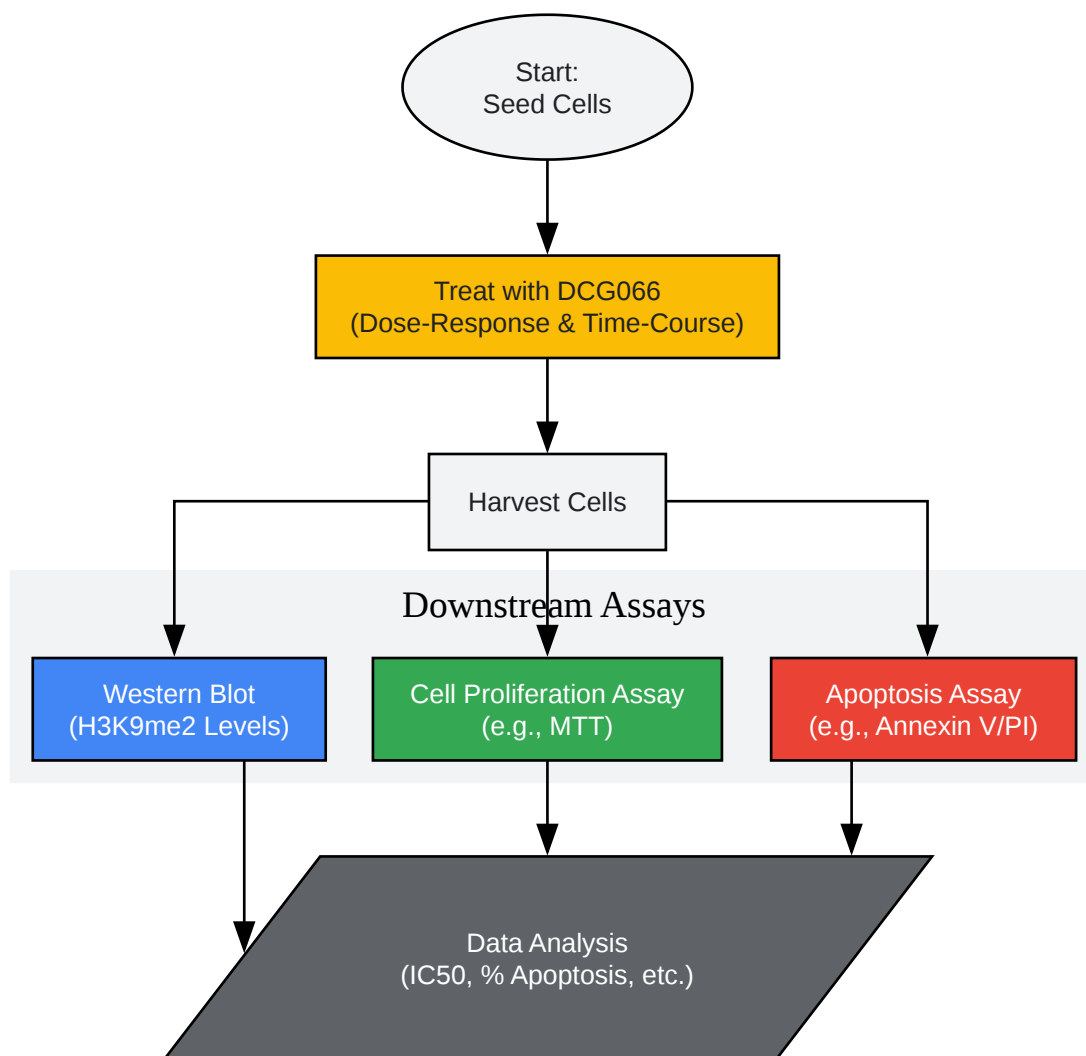 Start:
Seed Cells
Treat with DCG066
(Dose-Response & Time-Course)
Harvest Cells
Downstream Assays
Western Blot
(H3K9me2 Levels)
Cell Proliferation Assay
(e.g., MTT)
Apoptosis Assay
(e.g., Annexin V/PI)
Data Analysis
(IC50, % Apoptosis, etc.)